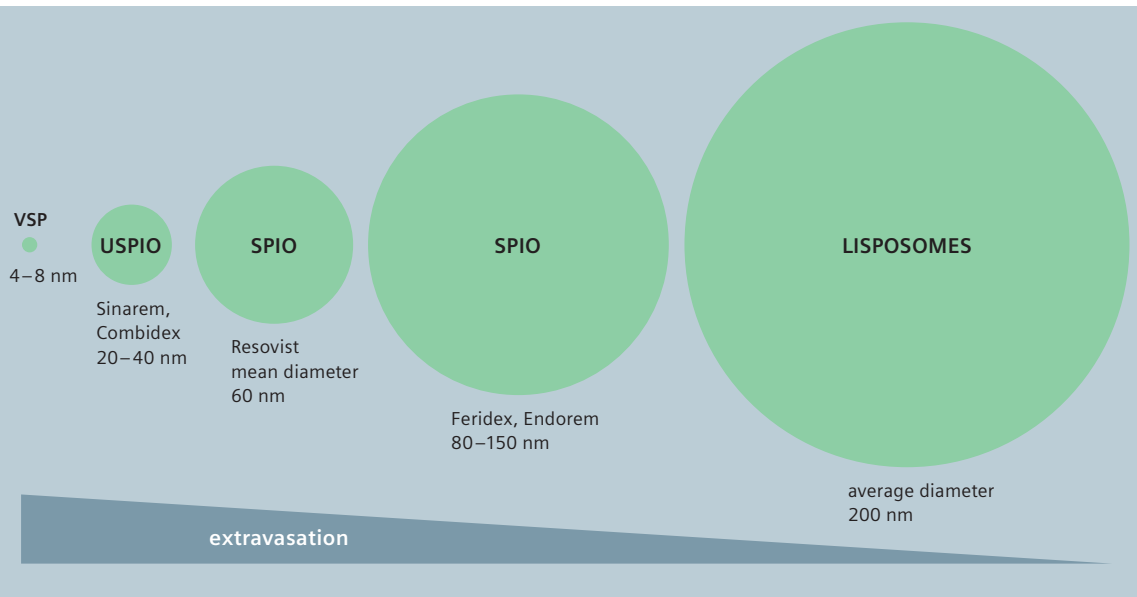 VSP
4–8 nm
USPIO
Sinarem,
Combidex
20–40 nm
SPIO
Resovist
mean diameter
60 nm
SPIO
Feridex, Endorem
80–150 nm
LISPOSOMES
average diameter
200 nm
extravasation